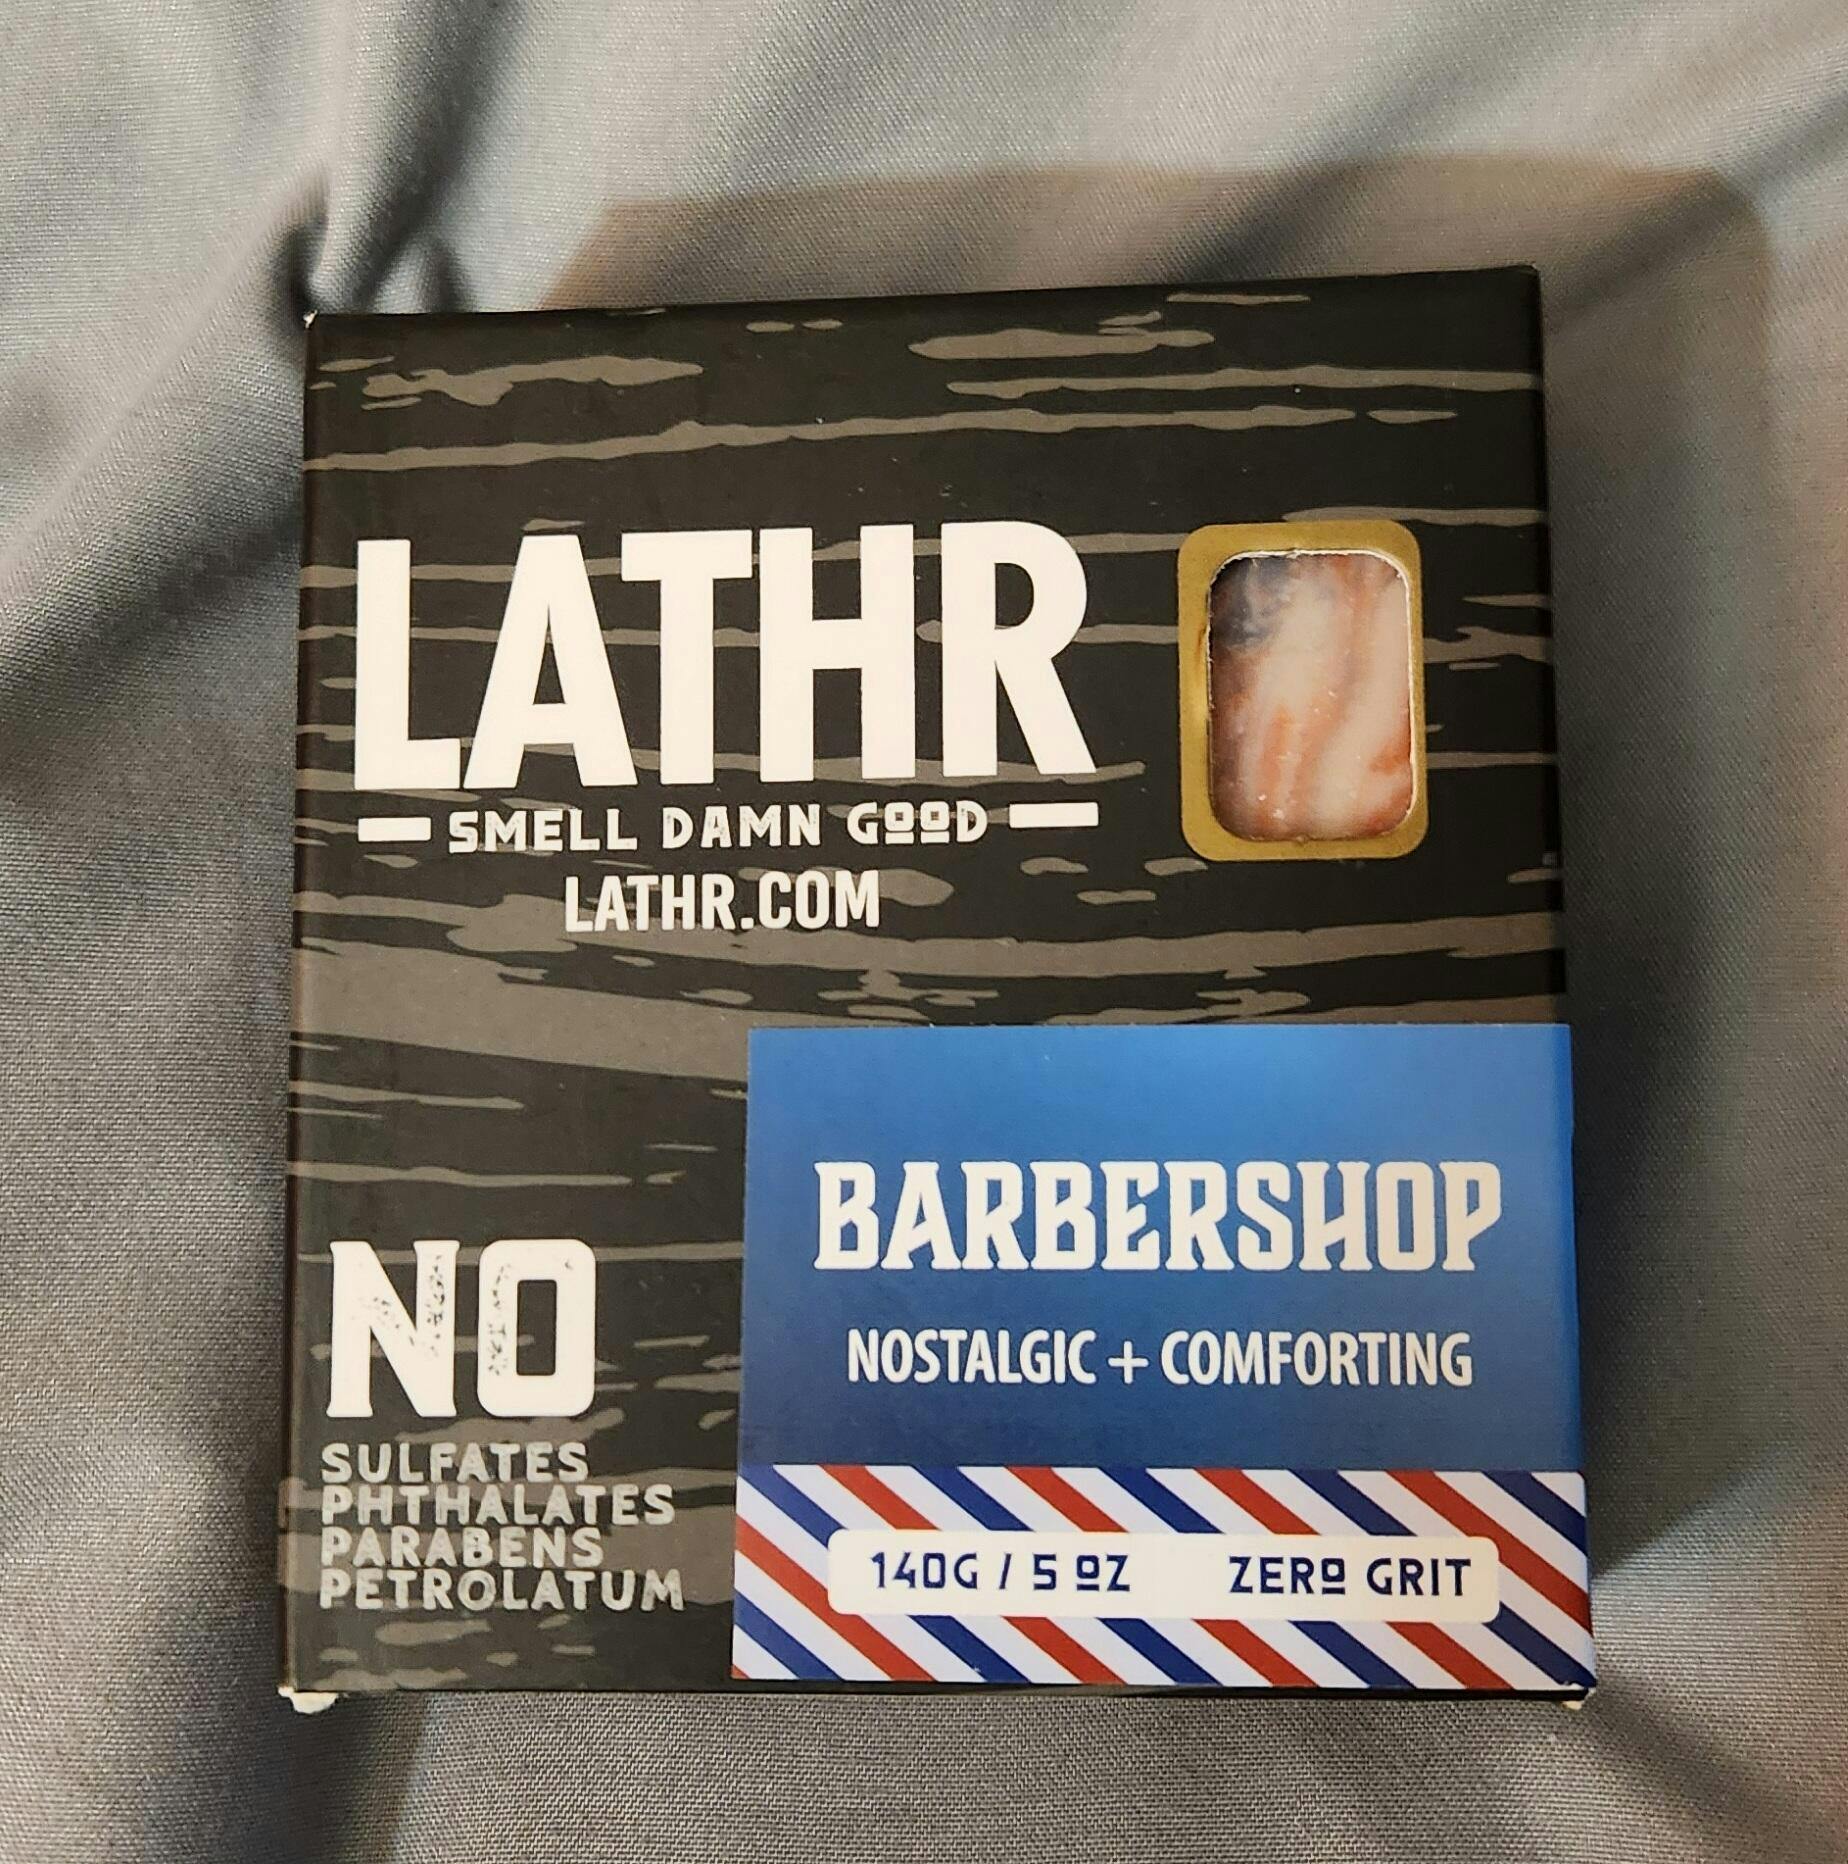 LATHR
SMELL DAMN GOOD
LATHR.COM
BARBERSHOP
NOSTALGIC + COMFORTING
140G / 5 OZ ZERO GRIT
NO
SULFATES
PHTHALATES
PARABENS
PETROLATUM